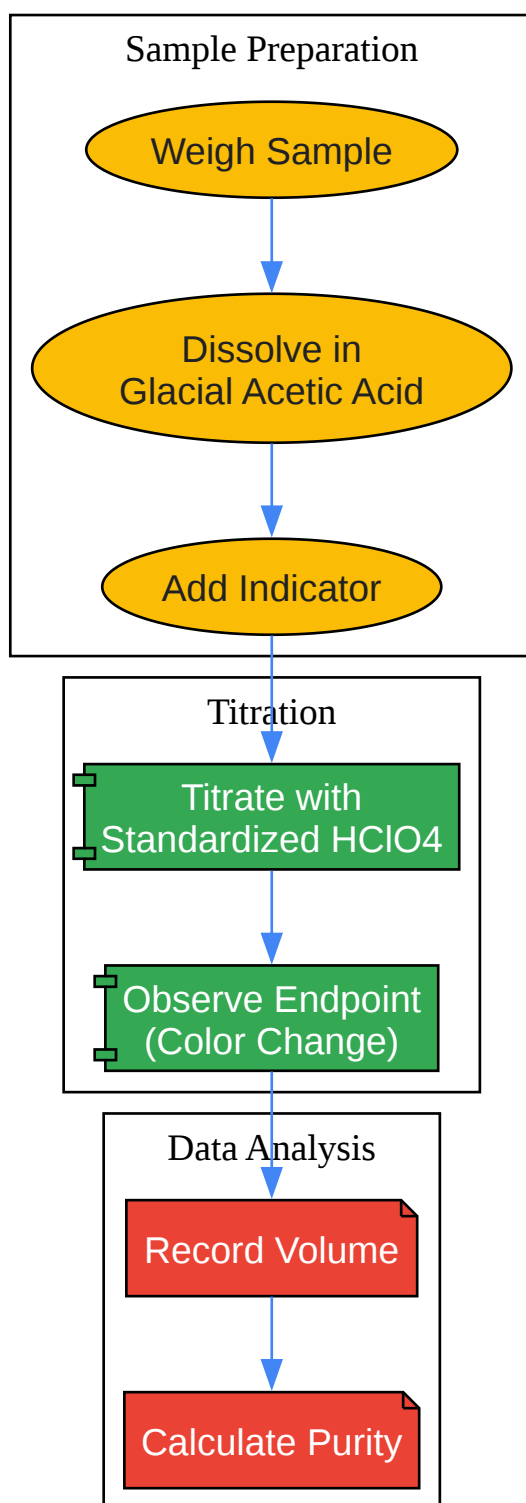 Sample Preparation
Weigh Sample
Dissolve in
Glacial Acetic Acid
Add Indicator
Titration
Titrate with
Standardized HClO4
Observe Endpoint
(Color Change)
Data Analysis
Record Volume
Calculate Purity